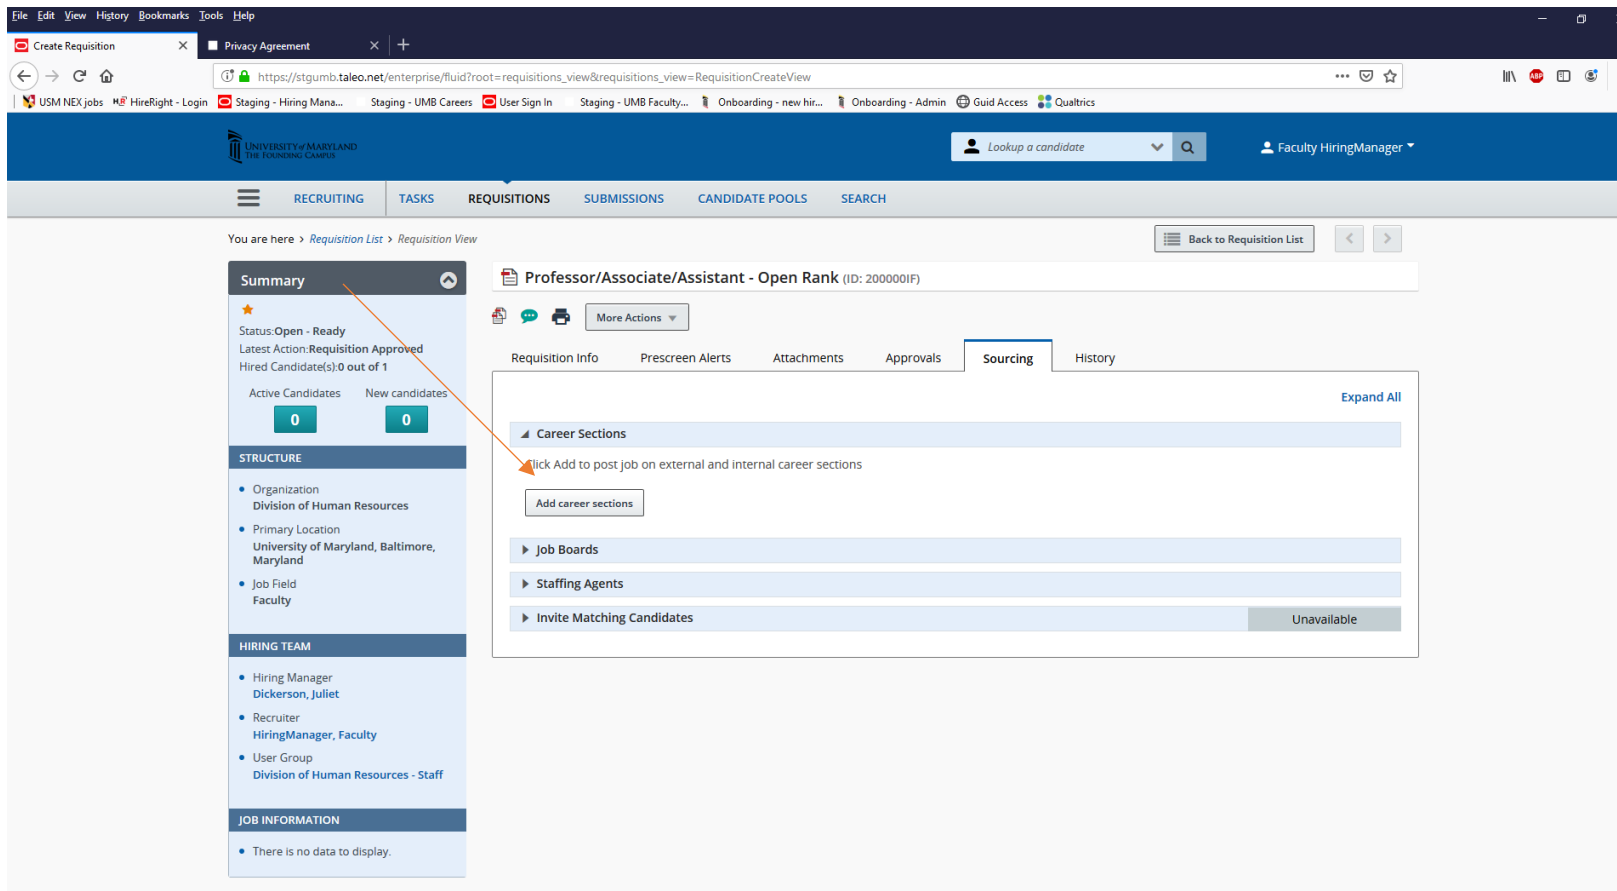 File Edit View History Bookmarks Tools Help
Create Requisition
Privacy Agreement
https://stgumb.taleo.net/enterprise/fluid?root=requisitions_view&requisitions_view=RequisitionCreateView
USM NEX jobs HireRight - Login Staging - Hiring Mana... Staging - UMB Careers User Sign In Staging - UMB Faculty... Onboarding - new hir... Onboarding - Admin Guid Access Qualtrics
UNIVERSITY of MARYLAND
THE FOUNDING CAMPUS
Lookup a candidate
Faculty HiringManager
RECRUITING TASKS REQUISITIONS SUBMISSIONS CANDIDATE POOLS SEARCH
You are here > Requisition List > Requisition View
Back to Requisition List
Summary
Status:Open - Ready
Latest Action:Requisition Approved
Hired Candidate(s):0 out of 1
Active Candidates New candidates
0 0
STRUCTURE
Organization
Division of Human Resources
Primary Location
University of Maryland, Baltimore,
Maryland
Job Field
Faculty
HIRING TEAM
Hiring Manager
Dickerson, Juliet
Recruiter
HiringManager, Faculty
User Group
Division of Human Resources - Staff
JOB INFORMATION
There is no data to display.
Professor/Associate/Assistant - Open Rank (ID: 200000IF)
More Actions
Requisition Info Prescreen Alerts Attachments Approvals Sourcing History
Expand All
Career Sections
Click Add to post job on external and internal career sections
Add career sections
Job Boards
Staffing Agents
Invite Matching Candidates
Unavailable